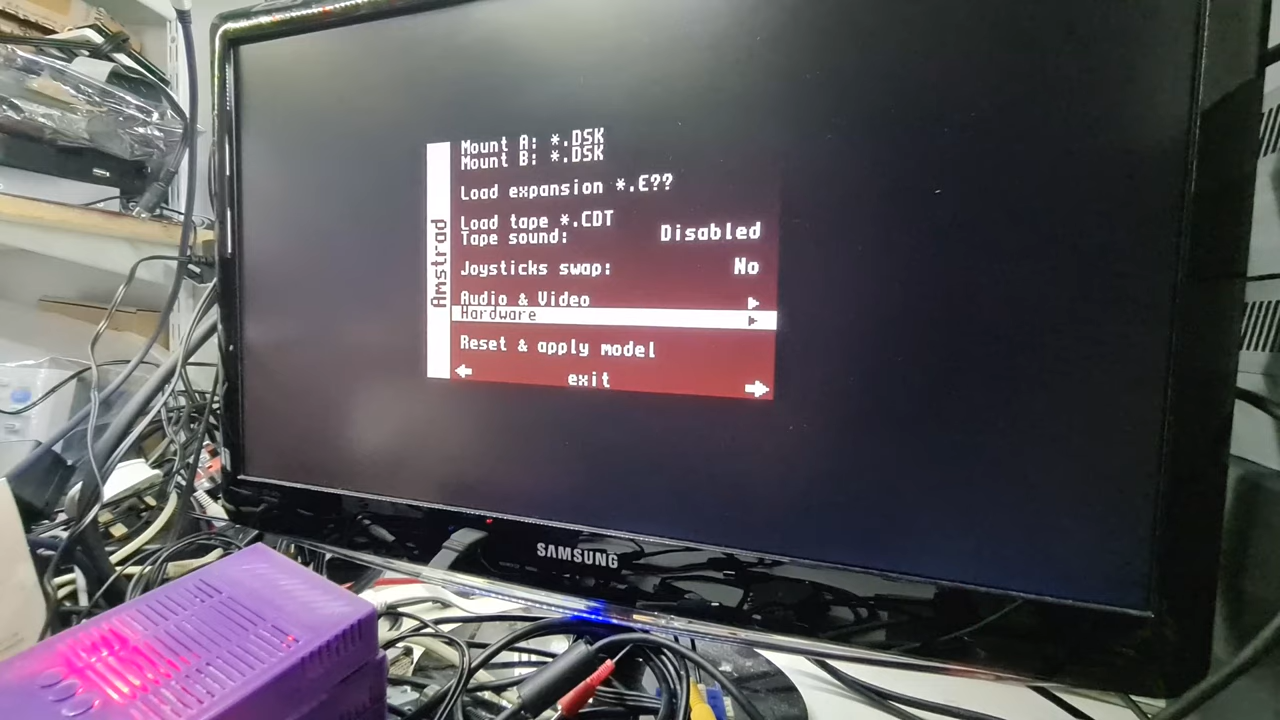 Amstrad
Mount A: *.DSK
Mount B: *.DSK
Load expansion *.E??
Load tape *.CDT
Tape sound: Disabled
Joysticks swap: No
Audio & Video
Hardware
Reset & apply model
exit
SAMSUNG